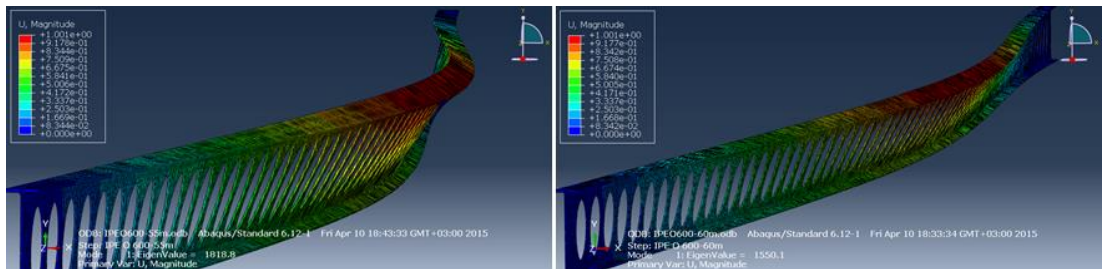 U, Magnitude
+1.001e+00
+9.178e-01
+8.344e-01
+7.509e-01
+6.675e-01
+5.841e-01
+5.006e-01
+4.172e-01
+3.337e-01
+2.503e-01
+1.669e-01
+8.344e-02
+0.000e+00
Y
X
Z
Y
Z X
ODB: IPEO600-55m.odb Abaqus/Standard 6.12-1 Fri Apr 10 18:43:33 GMT+03:00 2015
Step: IPE O 600-55m
Mode 1: EigenValue = 1818.8
Primary Var: U, Magnitude
U, Magnitude
+1.001e+00
+9.177e-01
+8.342e-01
+7.508e-01
+6.674e-01
+5.840e-01
+5.005e-01
+4.171e-01
+3.337e-01
+2.503e-01
+1.668e-01
+8.342e-02
+0.000e+00
Y
X
Y
Z X
ODB: IPEO600-60m.odb Abaqus/Standard 6.12-1 Fri Apr 10 18:33:34 GMT+03:00 2015
Step: IPE O 600-60m
Mode 1: EigenValue = 1550.1
Primary Var: U, Magnitude